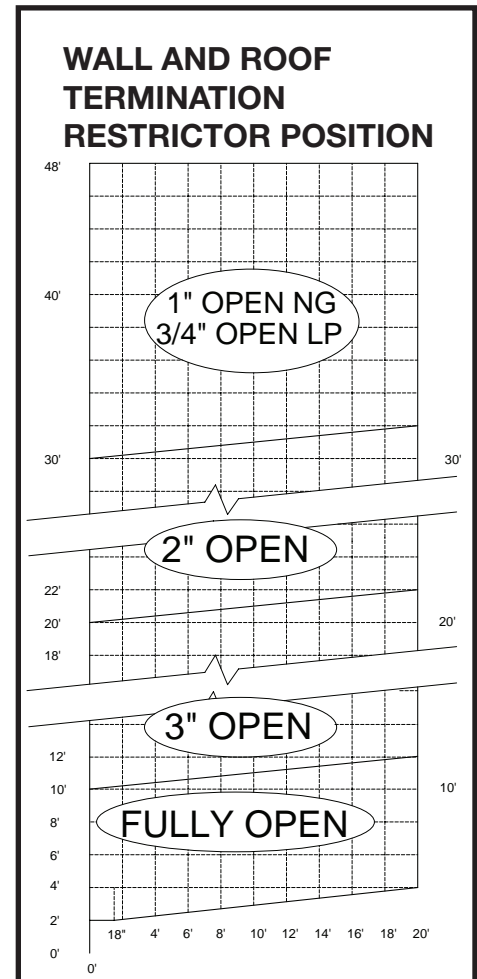 WALL AND ROOF
TERMINATION
RESTRICTOR POSITION
48'
40'
1" OPEN NG
3/4" OPEN LP
30'
30'
2" OPEN
22'
20'
20'
18'
3" OPEN
12'
10'
10'
8'
FULLY OPEN
6'
4'
2'
18" 4' 6' 8' 10' 12' 14' 16' 18' 20'
0'
0'